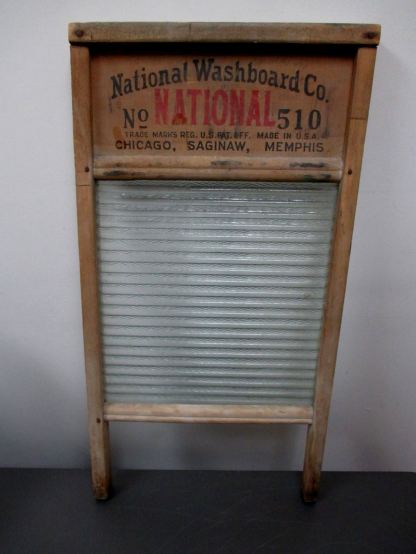 National Washboard Co.
No NATIONAL 510
TRADE MARKS REG. U.S. PAT. OFF. MADE IN U.S.A.
CHICAGO, SAGINAW, MEMPHIS